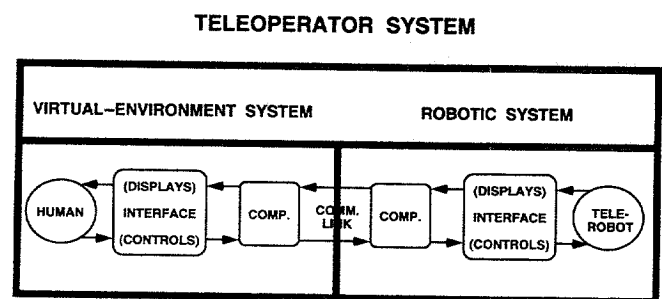 TELEOPERATOR SYSTEM
VIRTUAL-ENVIRONMENT SYSTEM
ROBOTIC SYSTEM
HUMAN
(DISPLAYS)
INTERFACE
(CONTROLS)
COMP.
COMM.
LINK
COMP.
(DISPLAYS)
INTERFACE
(CONTROLS)
TELE-
ROBOT